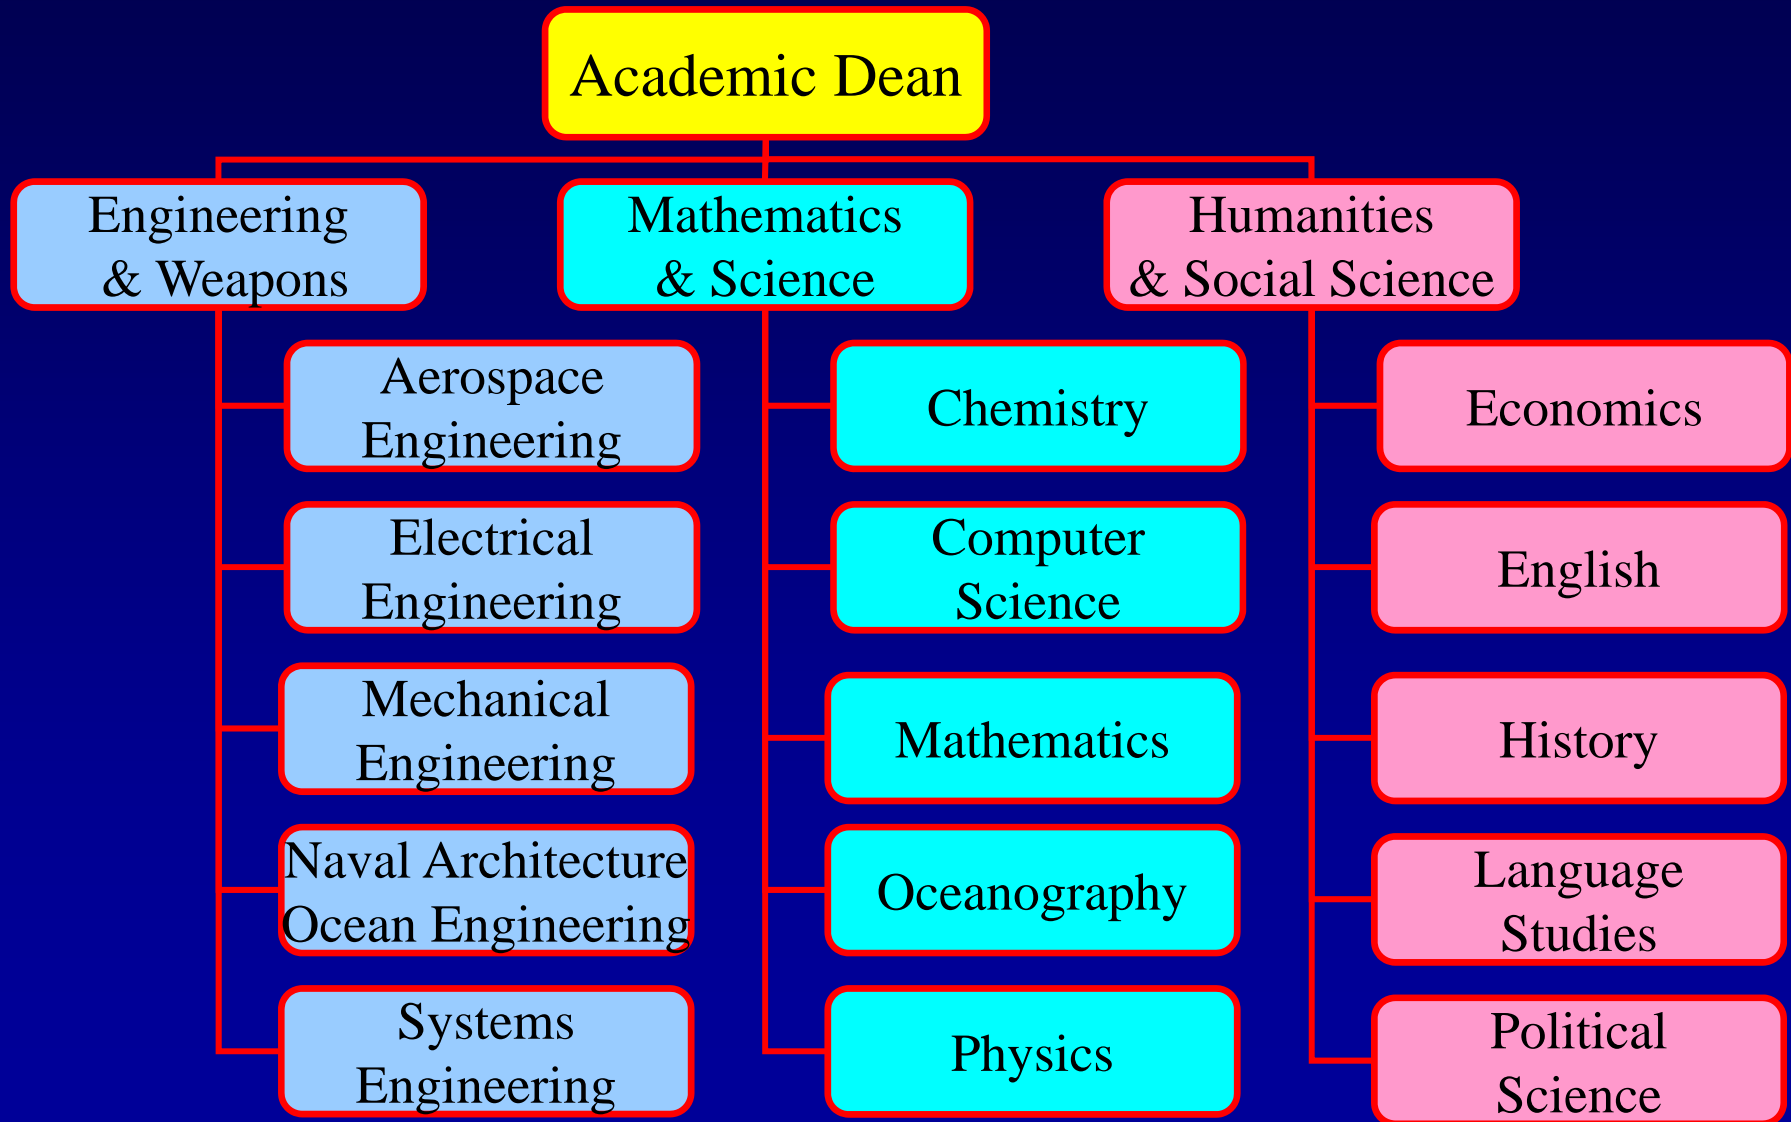 Academic Dean
Engineering
& Weapons
Mathematics
& Science
Humanities
& Social Science
Aerospace
Engineering
Electrical
Engineering
Mechanical
Engineering
Naval Architecture
Ocean Engineering
Systems
Engineering
Chemistry
Computer
Science
Mathematics
Oceanography
Physics
Economics
English
History
Language
Studies
Political
Science